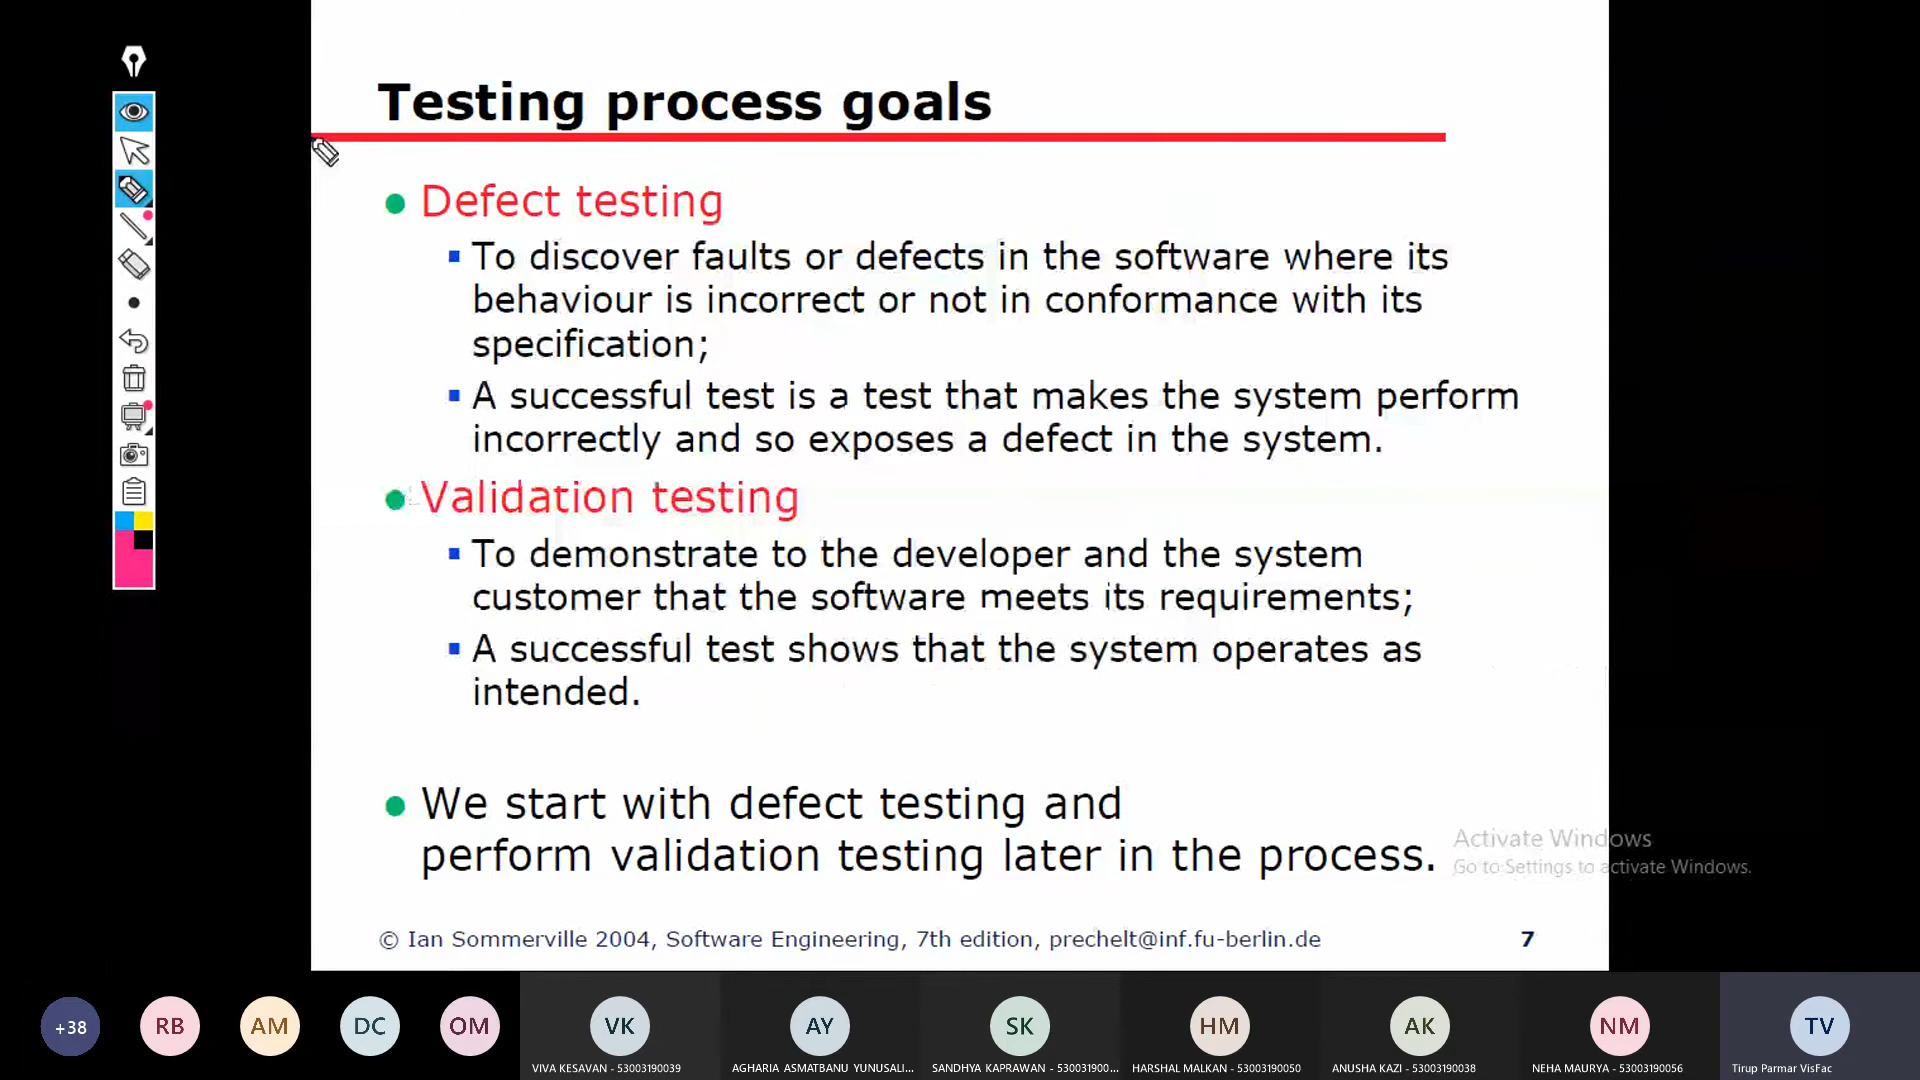 Testing process goals
Defect testing
To discover faults or defects in the software where its
behaviour is incorrect or not in conformance with its
specification;
A successful test is a test that makes the system perform
incorrectly and so exposes a defect in the system.
Validation testing
To demonstrate to the developer and the system
customer that the software meets its requirements;
A successful test shows that the system operates as
intended.
We start with defect testing and
perform validation testing later in the process.
Activate Windows
Go to Settings to activate Windows.
© Ian Sommerville 2004, Software Engineering, 7th edition, prechelt@inf.fu-berlin.de 7
+38 RB AM DC OM VK AY SK HM AK NM TV
VIVA KESAVAN - 53003190039 AGHARIA ASMATBANU YUNUSALI... SANDHYA KAPRAWAN - 530031900... HARSHAL MALKAN - 53003190050 ANUSHA KAZI - 53003190038 NEHA MAURYA - 53003190056 Tirup Parmar VisFac